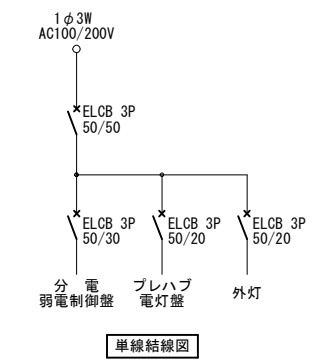 1φ3W
AC100/200V
ELCB 3P
50/50
ELCB 3P
50/30
ELCB 3P
50/20
ELCB 3P
50/20
分　電
弱電制御盤
プレハブ
電灯盤
外灯
単線結線図